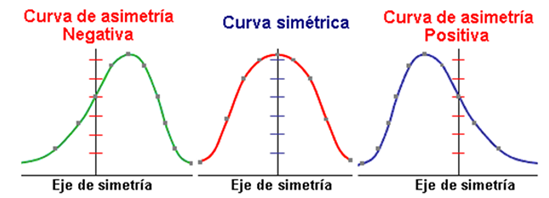 Curva de asimetría
Negativa
Curva simétrica
Curva de asimetría
Positiva
Eje de simetría
Eje de simetría
Eje de simetría